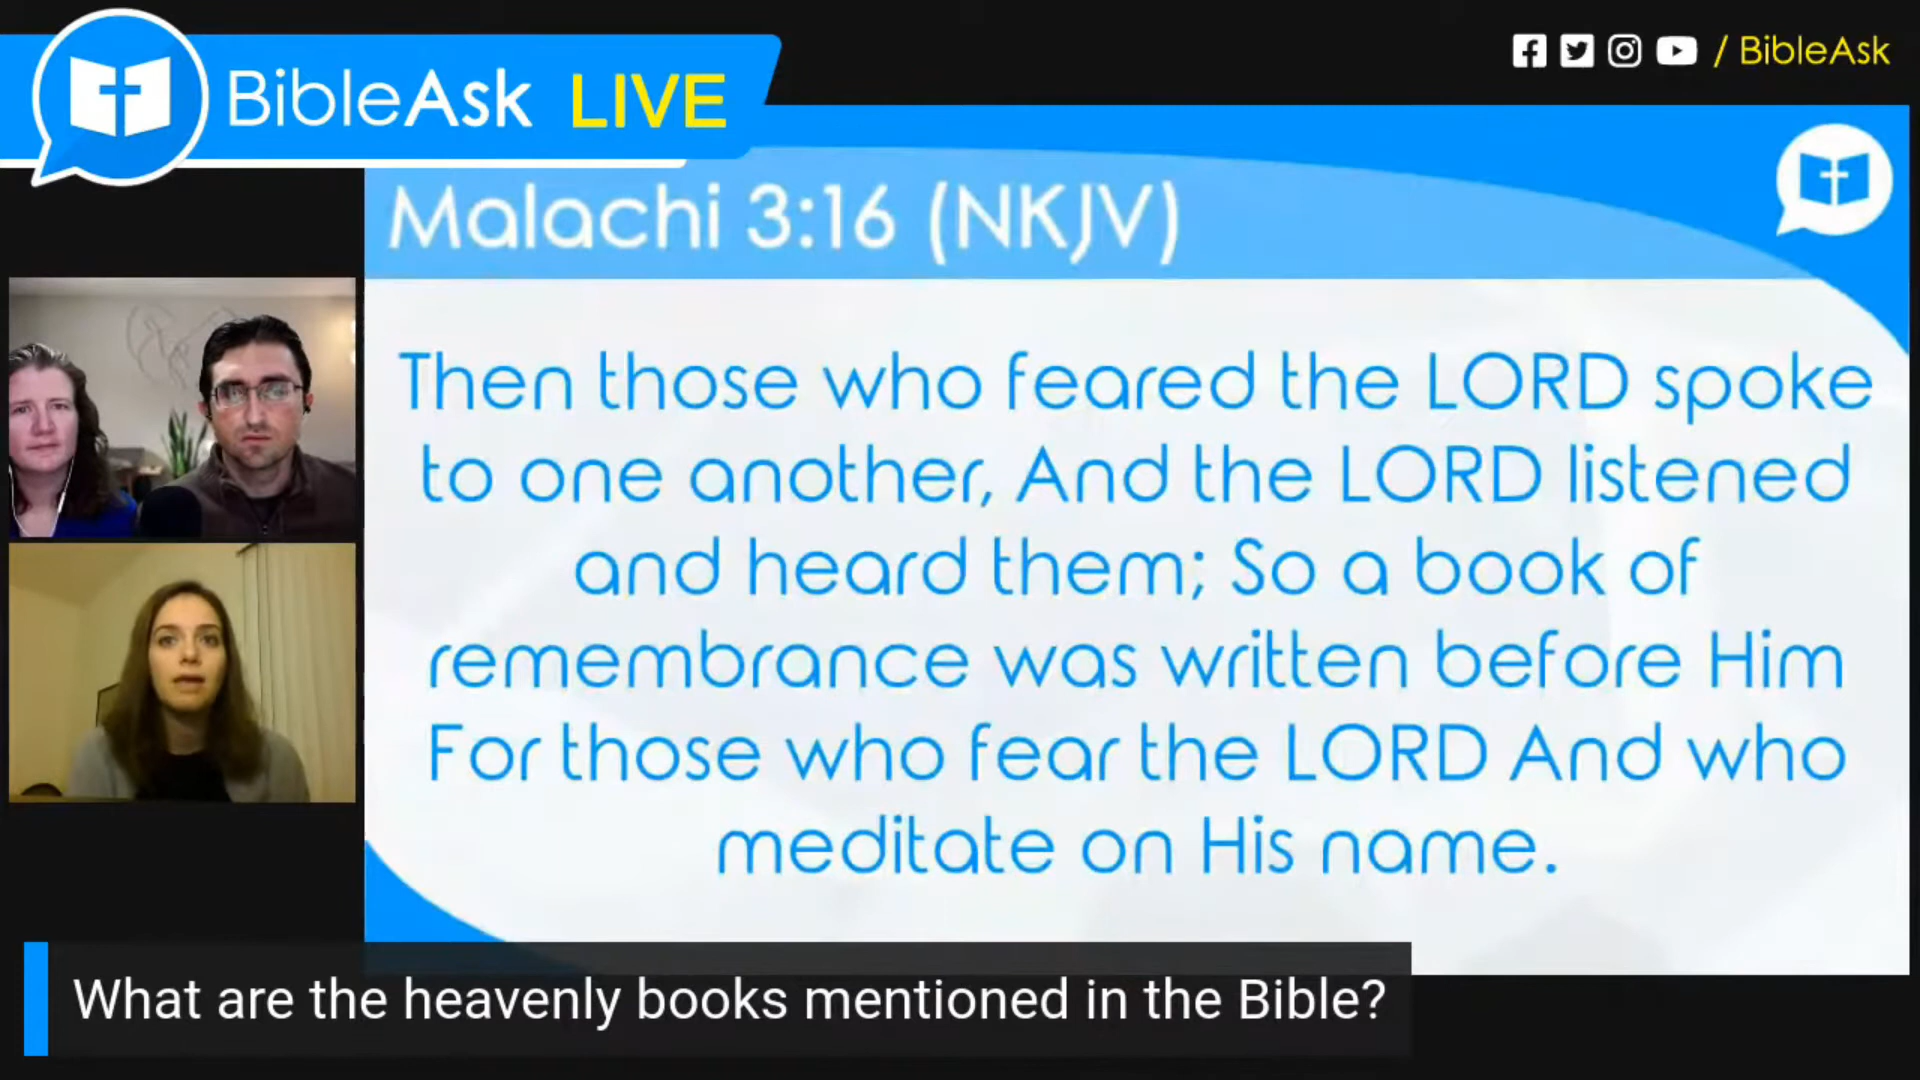 BibleAsk LIVE
/ BibleAsk
Malachi 3:16 (NKJV)
Then those who feared the LORD spoke
to one another, And the LORD listened
and heard them; So a book of
remembrance was written before Him
For those who fear the LORD And who
meditate on His name.
What are the heavenly books mentioned in the Bible?